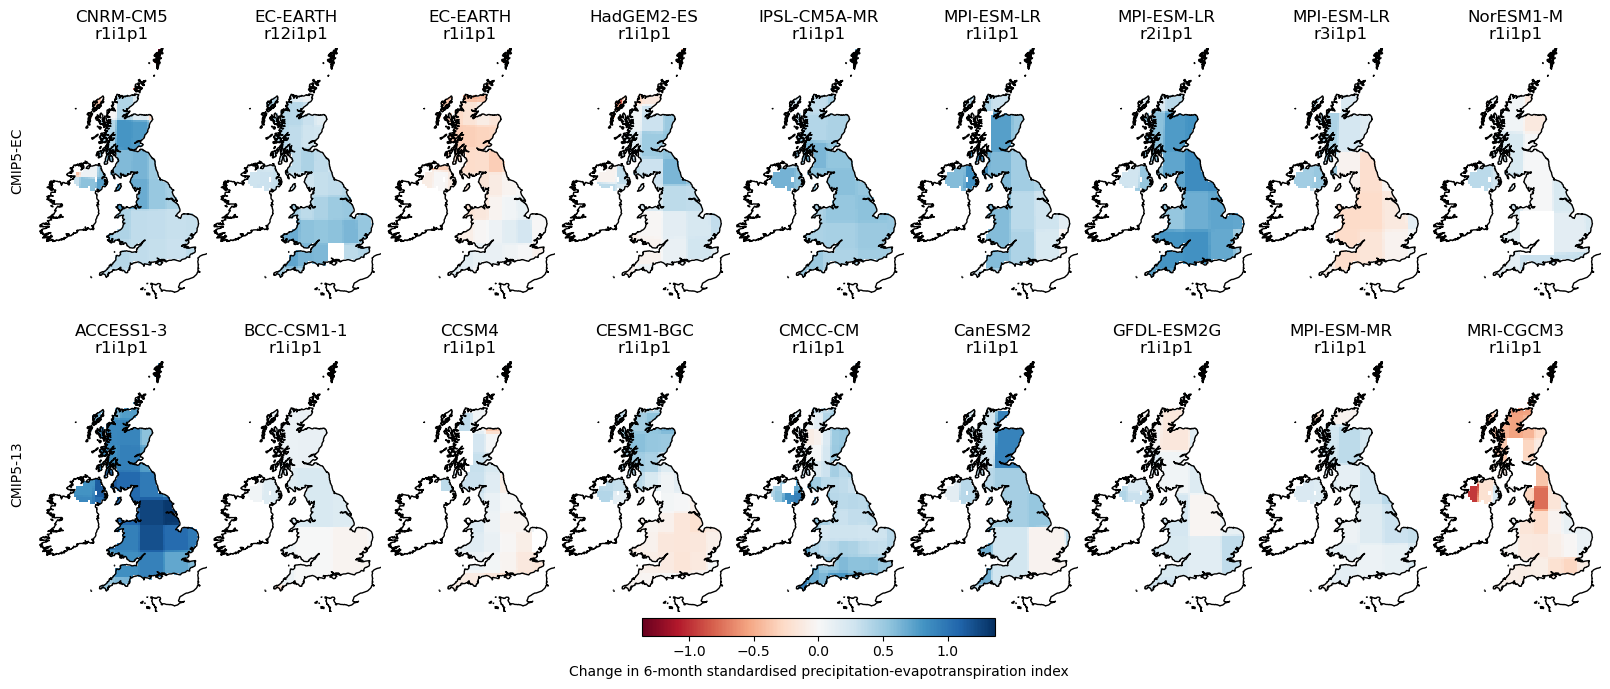 CNRM-CM5 EC-EARTH EC-EARTH HadGEM2-ES IPSL-CM5A-MR MPI-ESM-LR MPI-ESM-LR MPI-ESM-LR NorESM1-M
r1i1p1 r12i1p1 r1i1p1 r1i1p1 r1i1p1 r1i1p1 r2i1p1 r3i1p1 r1i1p1
CMIP5-EC
ACCESS1-3 BCC-CSM1-1 CCSM4 CESM1-BGC CMCC-CM CanESM2 GFDL-ESM2G MPI-ESM-MR MRI-CGCM3
r1i1p1 r1i1p1 r1i1p1 r1i1p1 r1i1p1 r1i1p1 r1i1p1 r1i1p1 r1i1p1
CMIP5-13
−1.0 −0.5 0.0 0.5 1.0
Change in 6-month standardised precipitation-evapotranspiration index